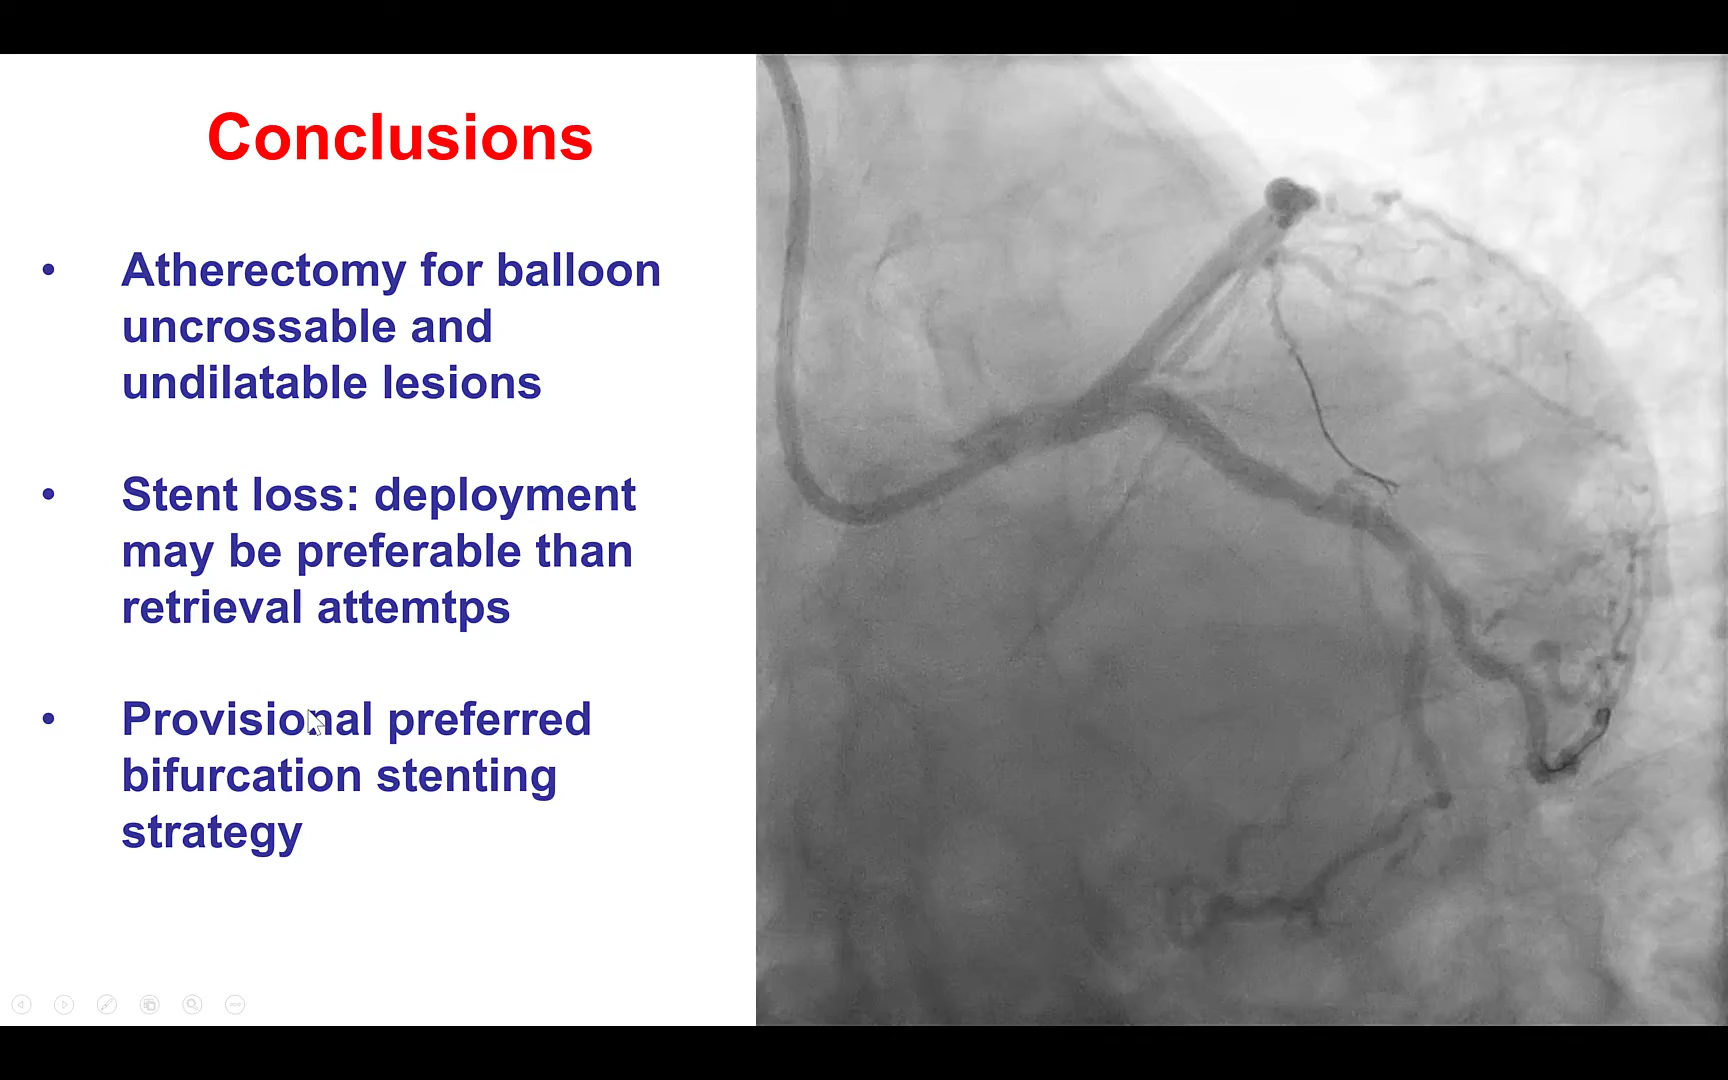 Conclusions
• Atherectomy for balloon
uncrossable and
undilatable lesions
• Stent loss: deployment
may be preferable than
retrieval attemtps
• Provisional preferred
bifurcation stenting
strategy